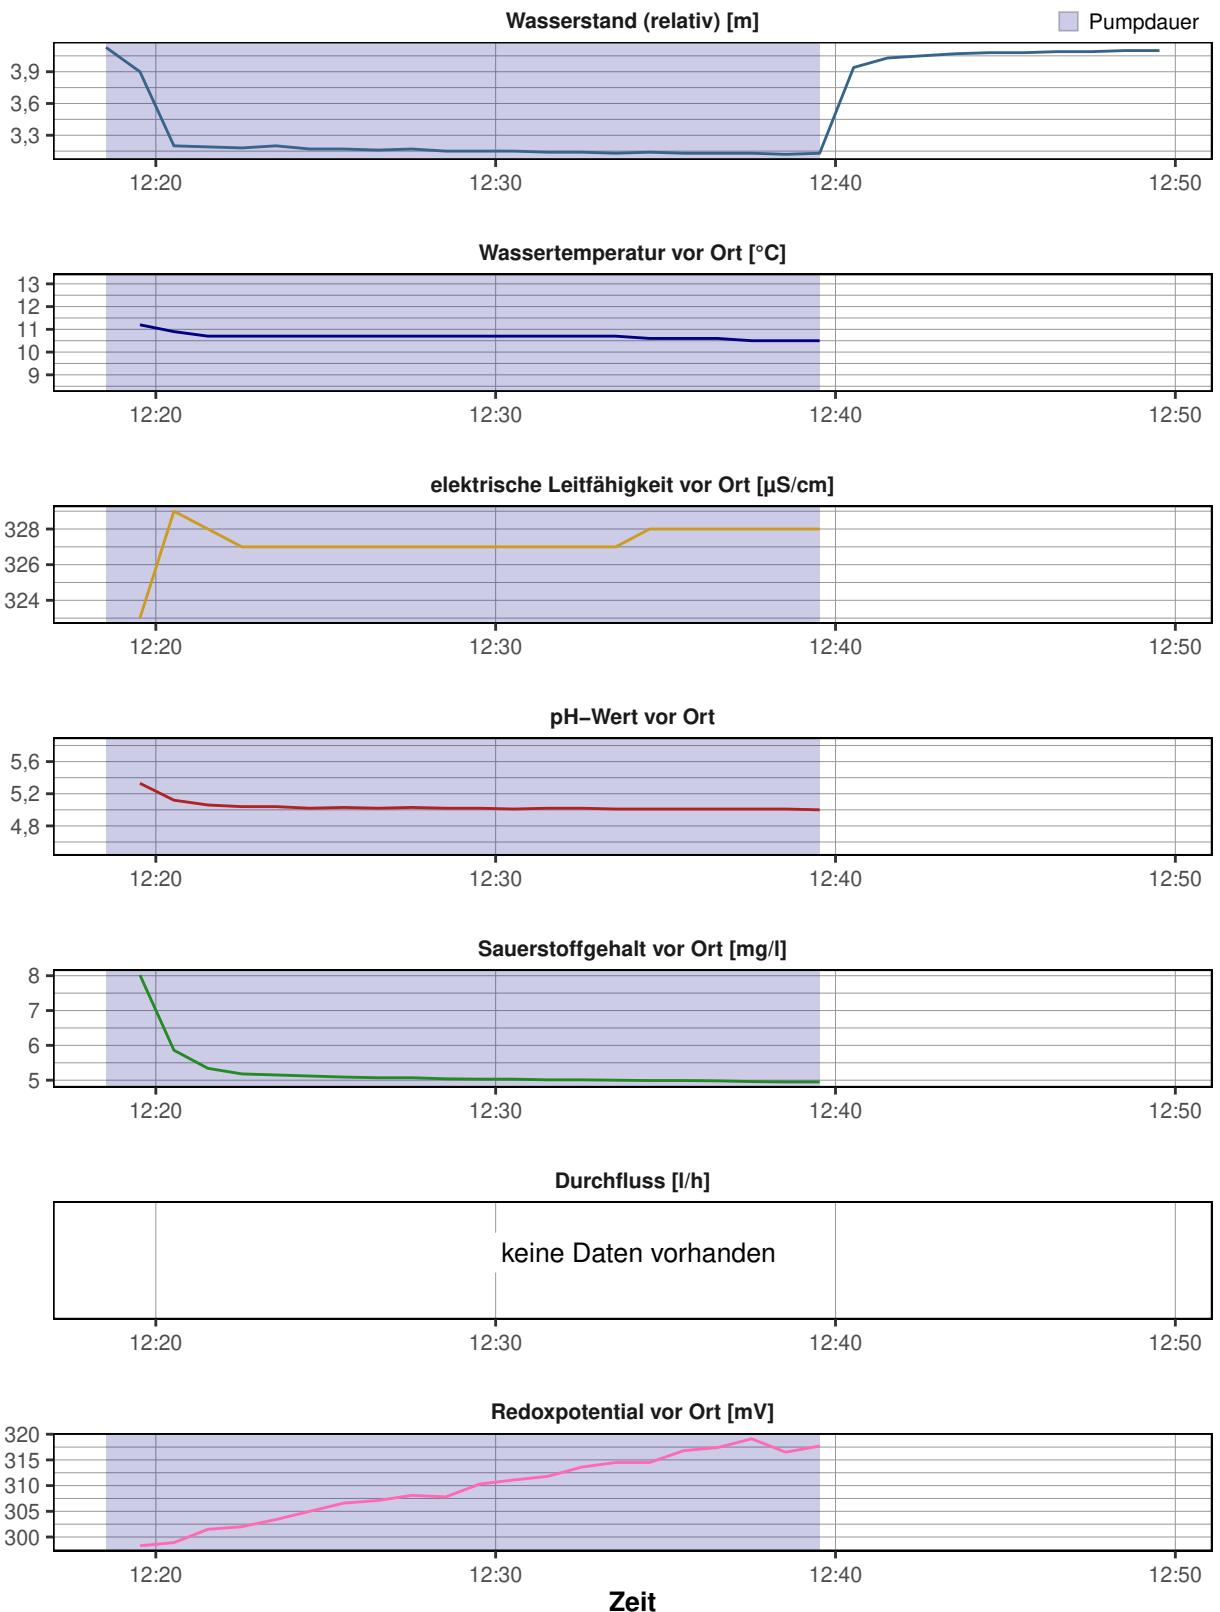 Wasserstand (relativ) [m]
Pumpdauer
3,9
3,6
3,3
12:20 12:30 12:40 12:50
Wassertemperatur vor Ort [°C]
13
12
11
10
9
12:20 12:30 12:40 12:50
elektrische Leitfähigkeit vor Ort [µS/cm]
328
326
324
12:20 12:30 12:40 12:50
pH−Wert vor Ort
5,6
5,2
4,8
12:20 12:30 12:40 12:50
Sauerstoffgehalt vor Ort [mg/l]
8
7
6
5
12:20 12:30 12:40 12:50
Durchfluss [l/h]
keine Daten vorhanden
12:20 12:30 12:40 12:50
Redoxpotential vor Ort [mV]
320
315
310
305
300
12:20 12:30 12:40 12:50
Zeit